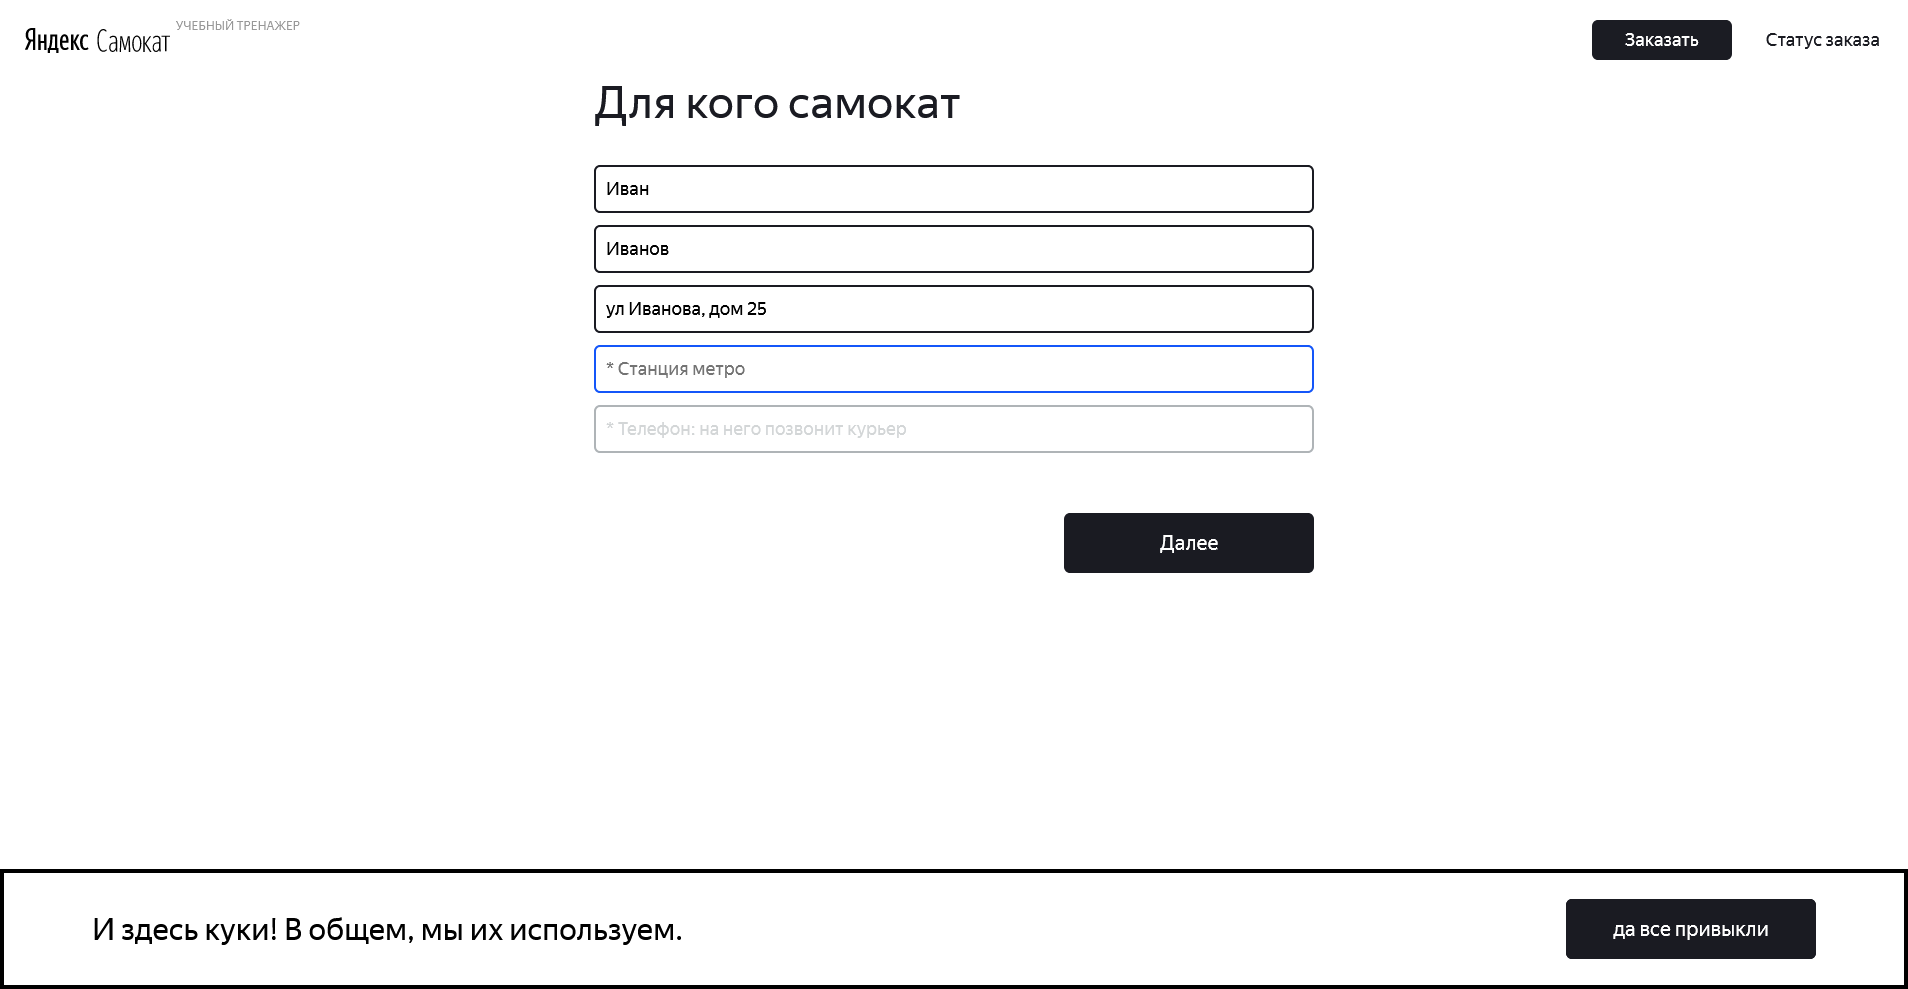 Яндекс Самокат
УЧЕБНЫЙ ТРЕНАЖЕР
Заказать
Статус заказа
Для кого самокат
Иван
Иванов
ул Иванова, дом 25
* Станция метро
* Телефон: на него позвонит курьер
Далее
И здесь куки! В общем, мы их используем.
да все привыкли